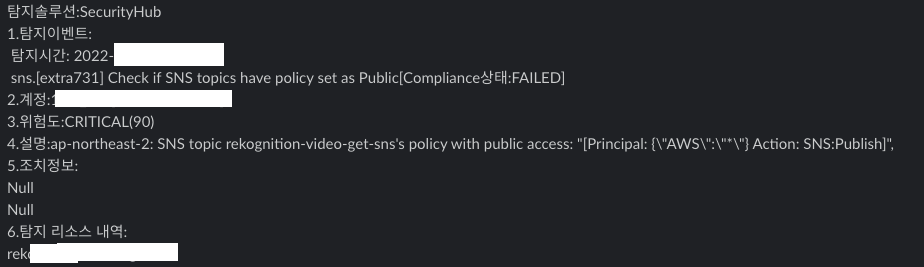 탐지솔루션:SecurityHub
1.탐지이벤트:
탐지시간: 2022-
sns.[extra731] Check if SNS topics have policy set as Public[Compliance상태:FAILED]
2.계정:
3.위험도:CRITICAL(90)
4.설명:ap-northeast-2: SNS topic rekognition-video-get-sns's policy with public access: "[Principal: {\"AWS\":\"*\"} Action: SNS:Publish]",
5.조치정보:
Null
Null
6.탐지 리소스 내역: